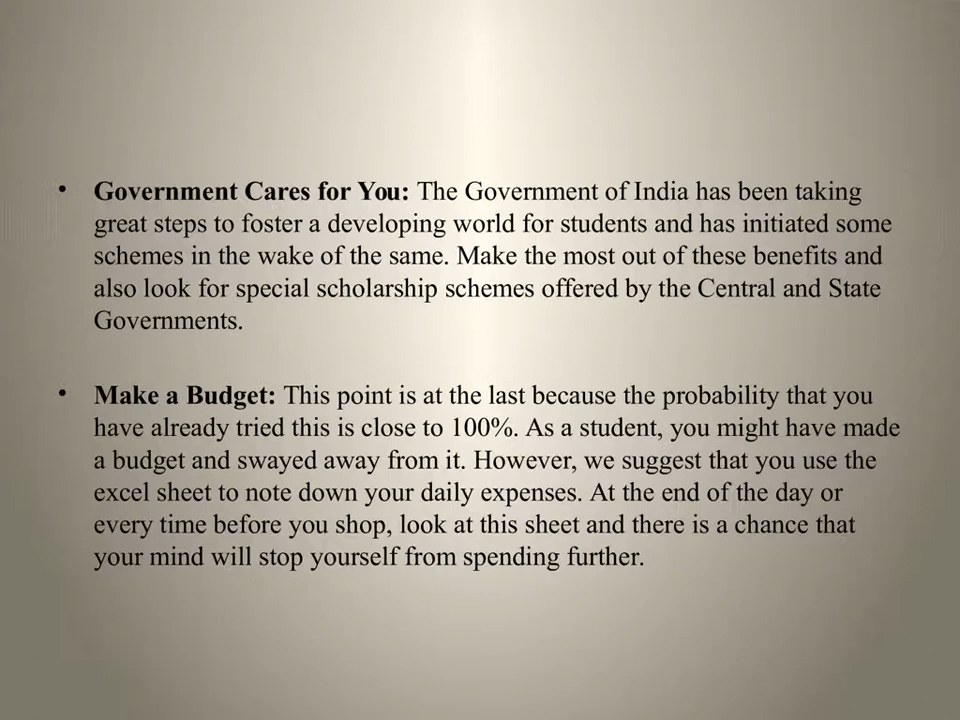 • Government Cares for You: The Government of India has been taking
great steps to foster a developing world for students and has initiated some
schemes in the wake of the same. Make the most out of these benefits and
also look for special scholarship schemes offered by the Central and State
Governments.
• Make a Budget: This point is at the last because the probability that you
have already tried this is close to 100%. As a student, you might have made
a budget and swayed away from it. However, we suggest that you use the
excel sheet to note down your daily expenses. At the end of the day or
every time before you shop, look at this sheet and there is a chance that
your mind will stop yourself from spending further.